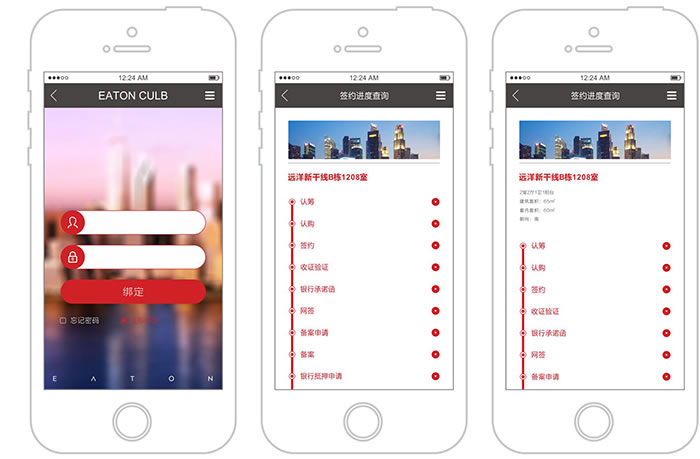 12:24 AM
EATON CULB
绑定
忘记密码
E A T O N
12:24 AM
签约进度查询
远洋新干线B栋1208室
认筹
认购
签约
收证验证
银行承诺函
网签
备案申请
备案
银行抵押申请
12:24 AM
签约进度查询
远洋新干线B栋1208室
2室2厅1卫1阳台
建筑面积：65㎡
套内面积：60㎡
朝向：南
认筹
认购
签约
收证验证
银行承诺函
网签
备案申请